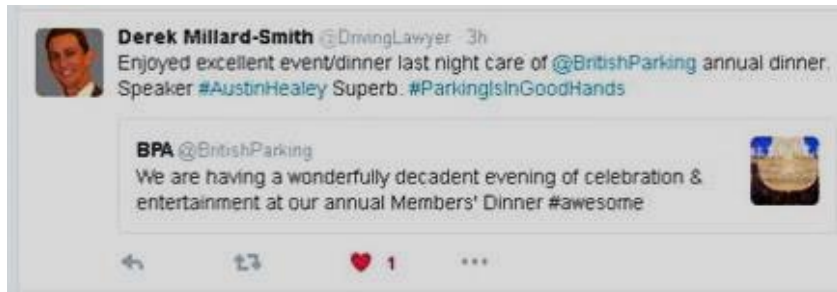 Derek Millard-Smith @DrivingLawyer · 3h
Enjoyed excellent event/dinner last night care of @BritishParking annual dinner.
Speaker #AustinHealey Superb. #ParkingIsInGoodHands
BPA @BritishParking
We are having a wonderfully decadent evening of celebration &
entertainment at our annual Members' Dinner #awesome
1